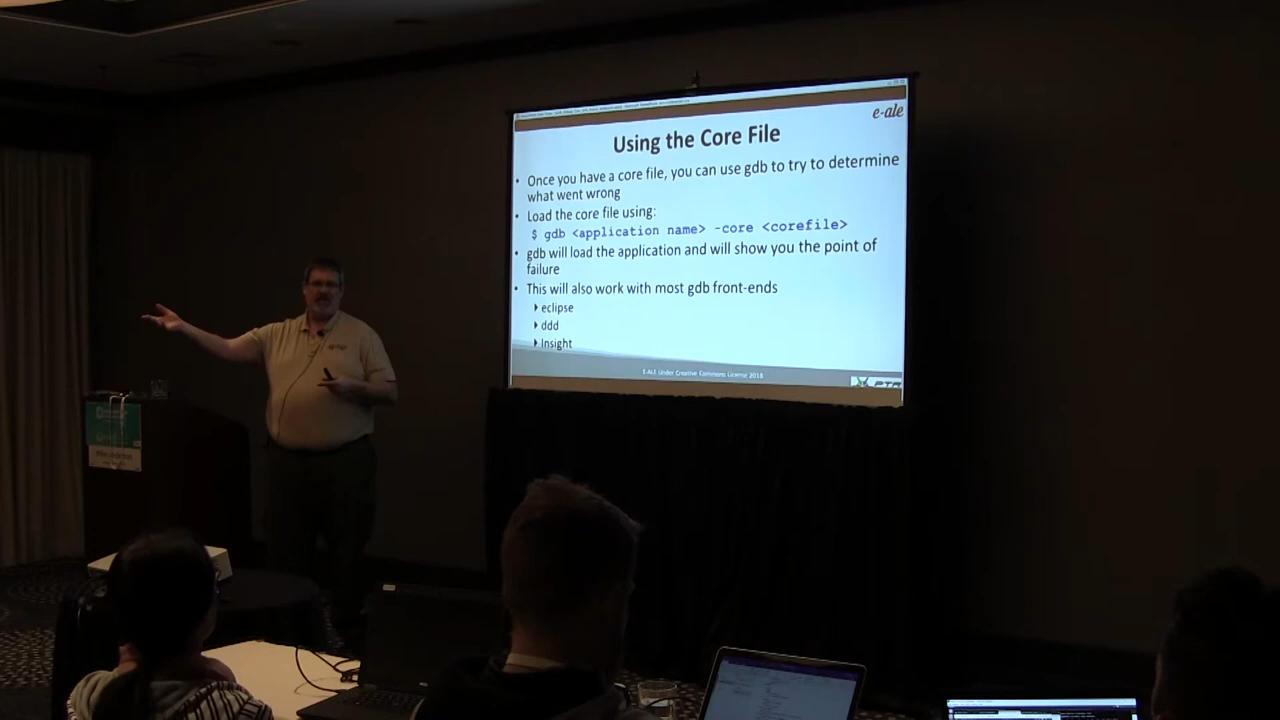 e-ale
Using the Core File
• Once you have a core file, you can use gdb to try to determine
what went wrong
• Load the core file using:
$ gdb <application name> -core <corefile>
• gdb will load the application and will show you the point of
failure
• This will also work with most gdb front-ends
eclipse
ddd
Insight
E-ALE Under Creative Commons License 2018